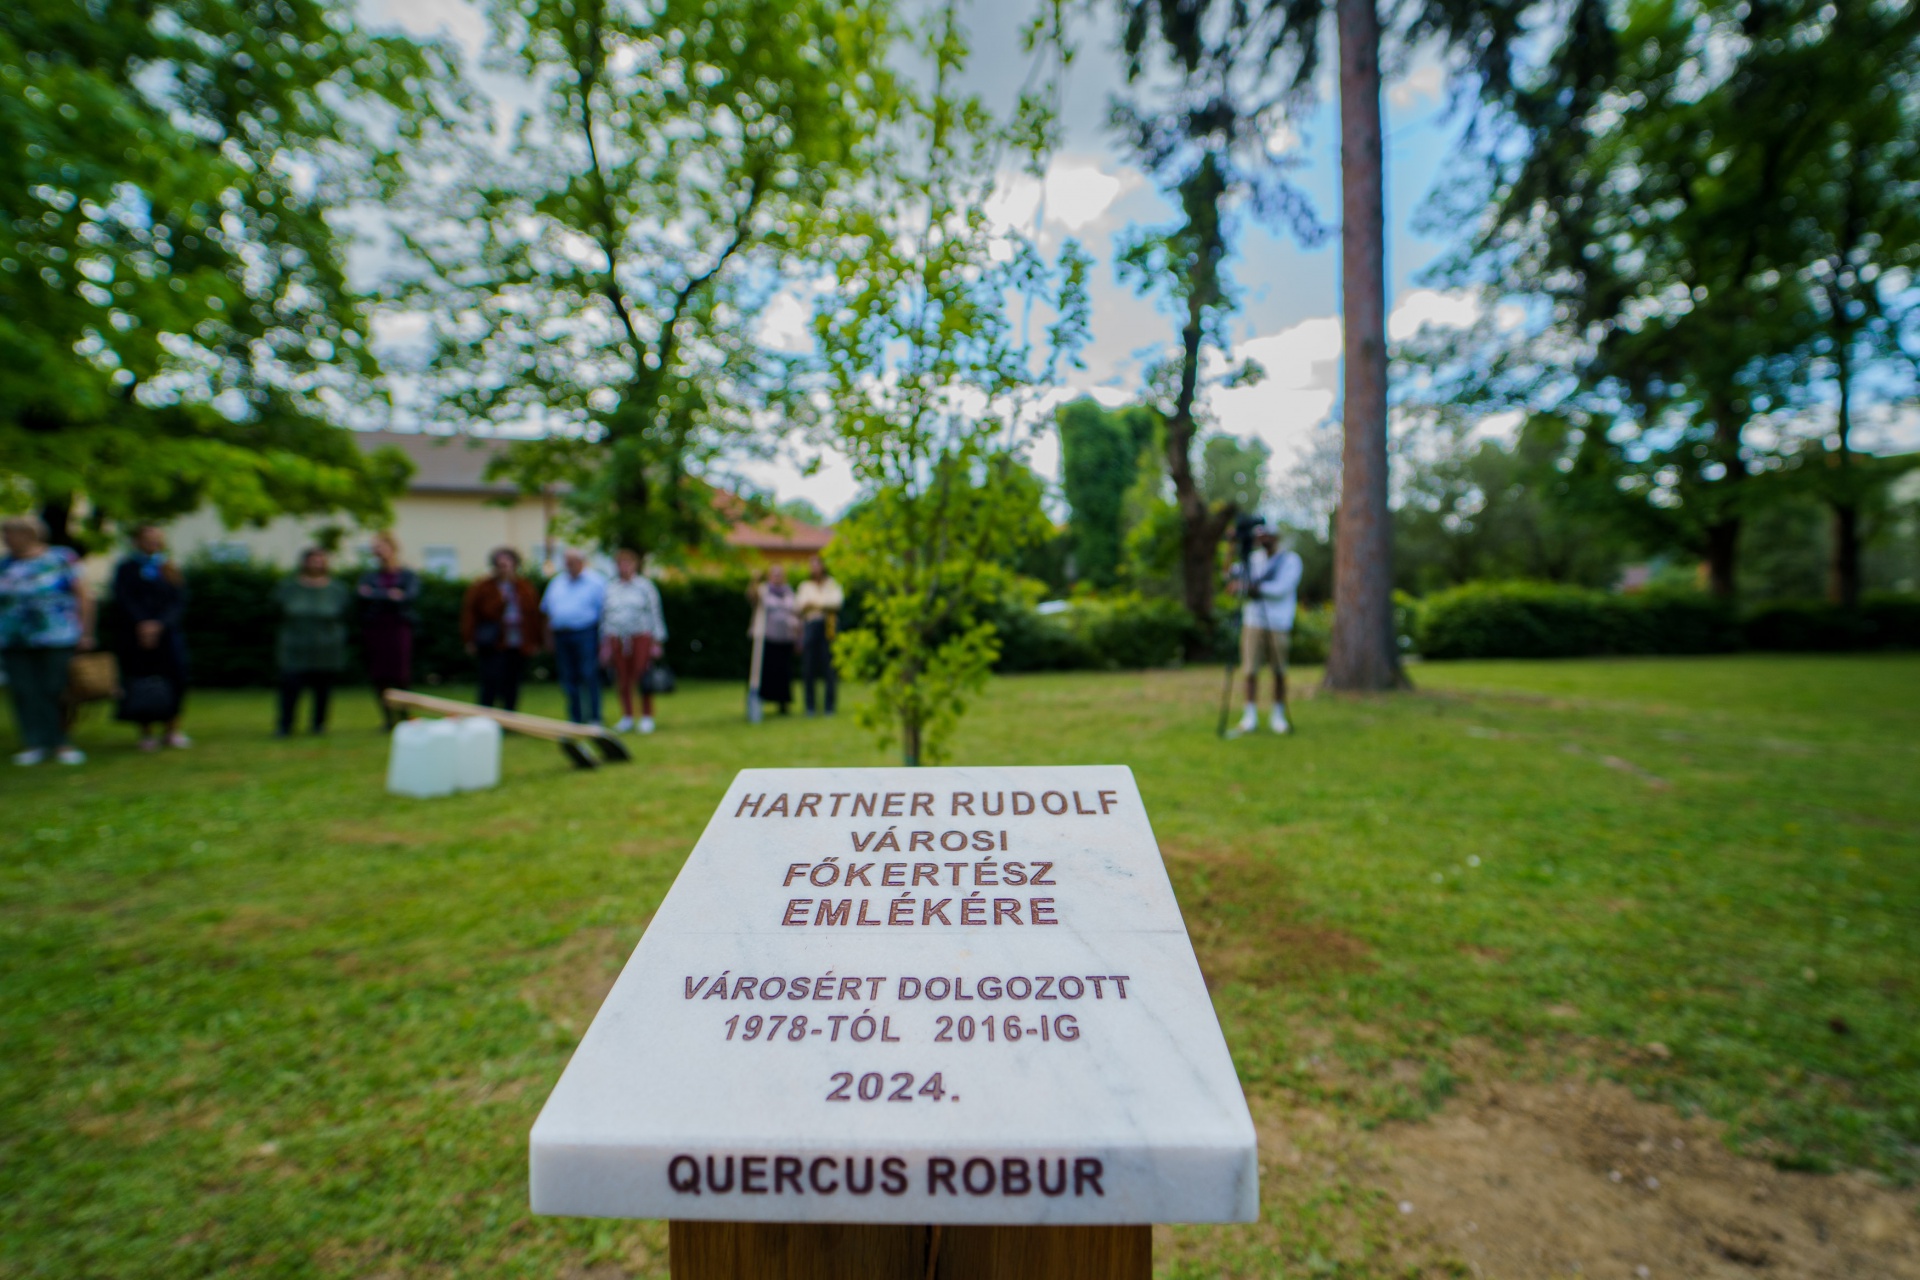 HARTNER RUDOLF
VÁROSI
FŐKERTÉSZ
EMLÉKÉRE
VÁROSÉRT DOLGOZOTT
1978-TÓL 2016-IG
2024.
QUERCUS ROBUR